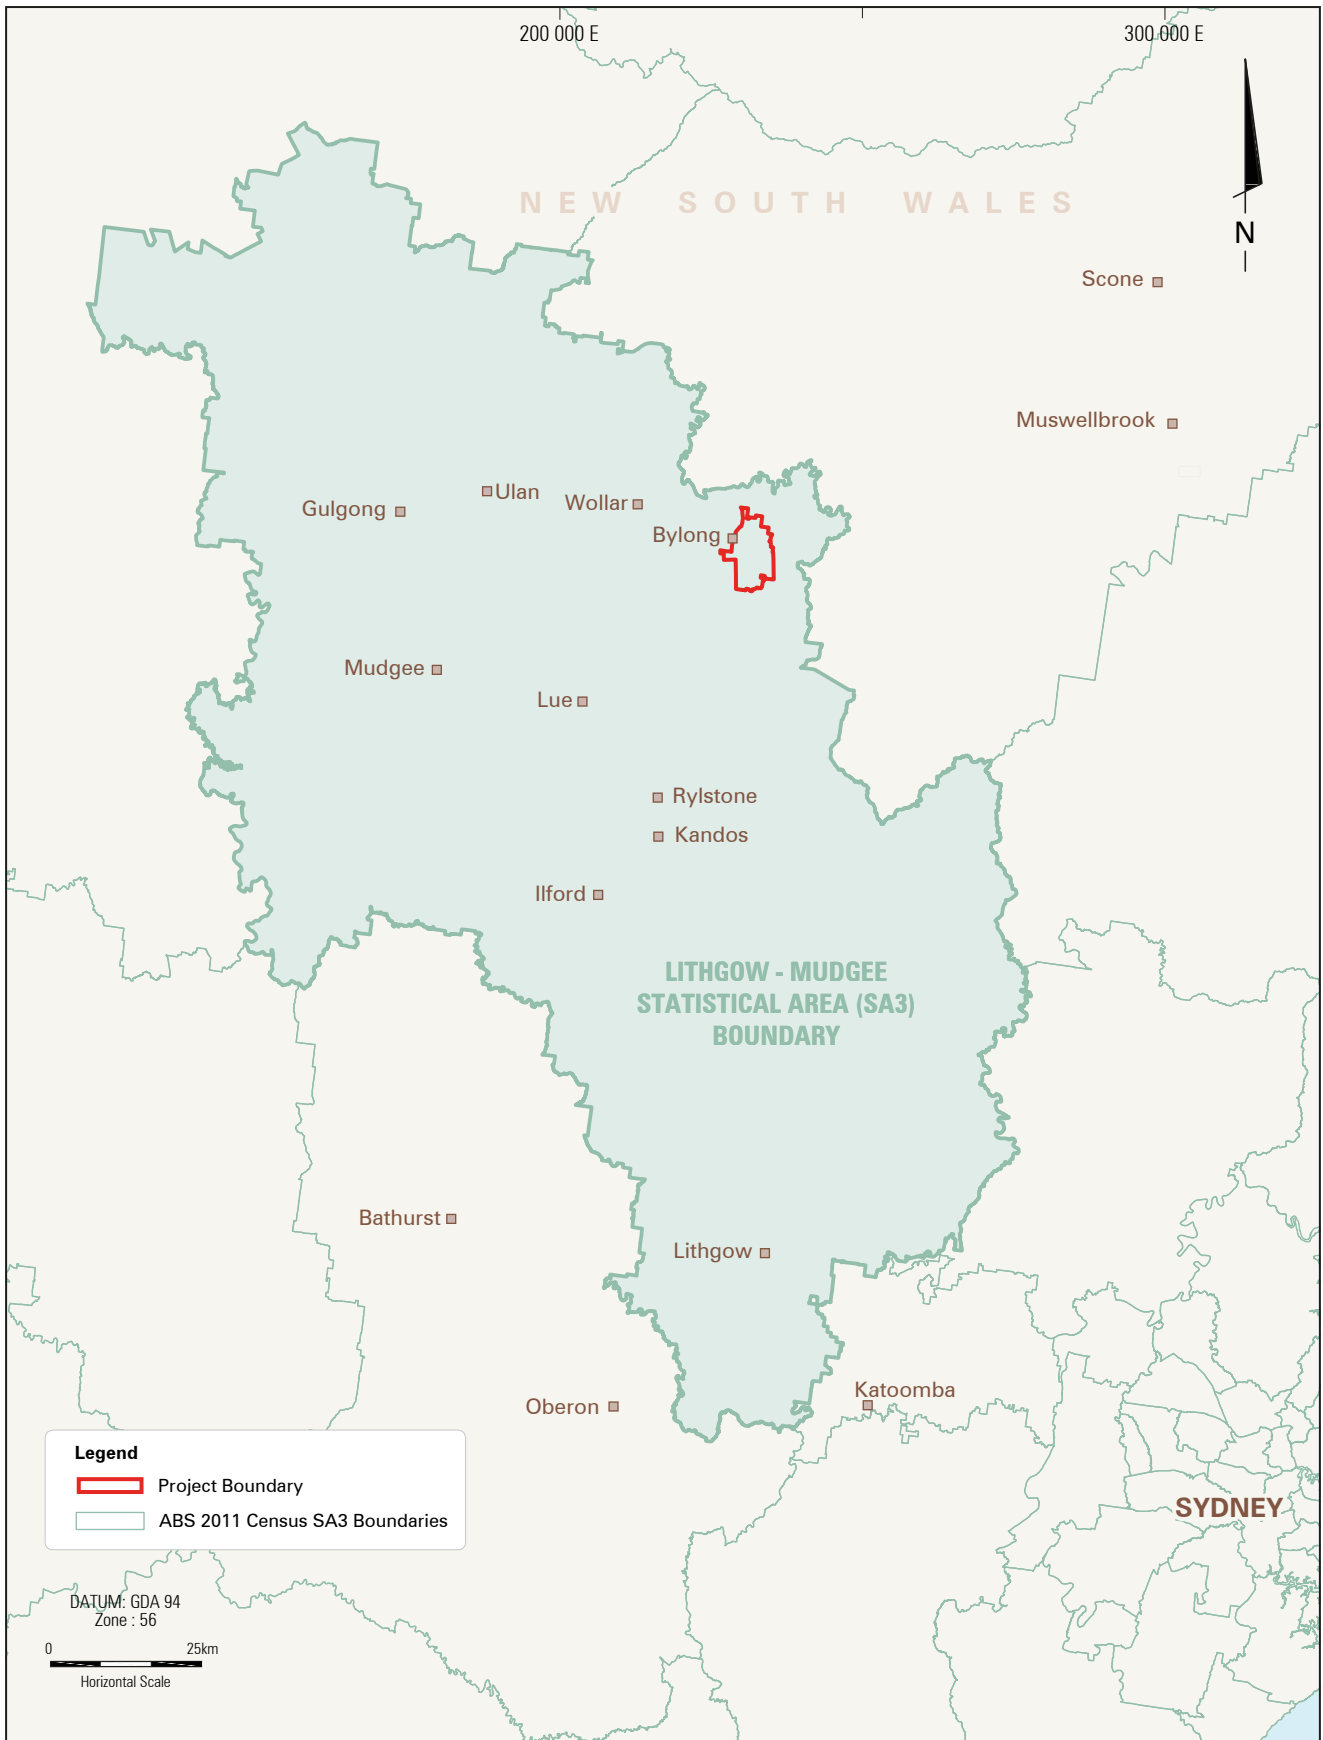 200 000 E
300 000 E
NEW SOUTH WALES
N
Scone
Muswellbrook
Ulan
Wollar
Gulgong
Bylong
Mudgee
Lue
Rylstone
Kandos
Ilford
LITHGOW - MUDGEE
STATISTICAL AREA (SA3)
BOUNDARY
Bathurst
Lithgow
Katoomba
Oberon
Legend
Project Boundary
ABS 2011 Census SA3 Boundaries
SYDNEY
DATUM: GDA 94
Zone : 56
0
25km
Horizontal Scale